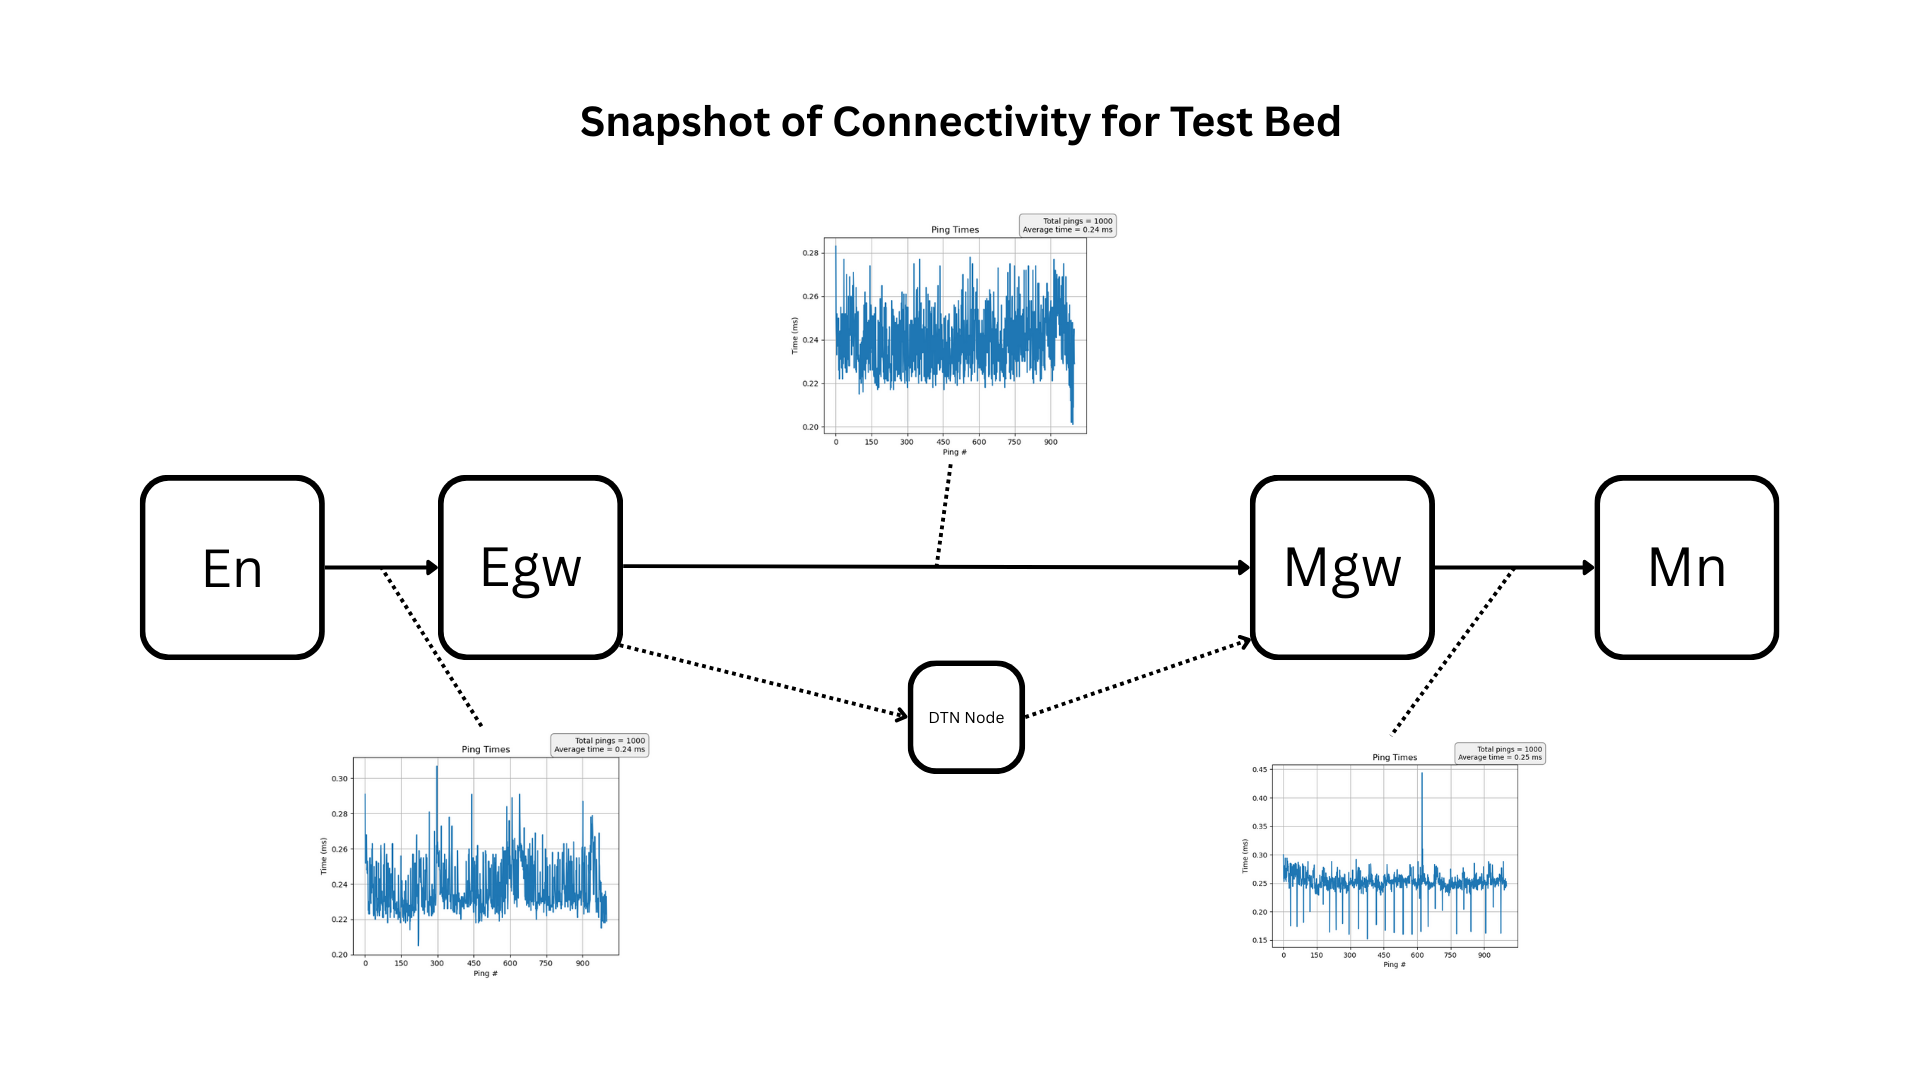 Snapshot of Connectivity for Test Bed
Total pings = 1000
Average time = 0.24 ms
Ping Times
0.28
0.26
0.24
0.22
0.20
Time (ms)
0 150 300 450 600 750 900
Ping #
En
Egw
Mgw
Mn
DTN Node
Total pings = 1000
Average time = 0.24 ms
Ping Times
0.30
0.28
0.26
0.24
0.22
0.20
Time (ms)
0 150 300 450 600 750 900
Ping #
Total pings = 1000
Average time = 0.25 ms
Ping Times
0.45
0.40
0.35
0.30
0.25
0.20
0.15
Time (ms)
0 150 300 450 600 750 900
Ping #